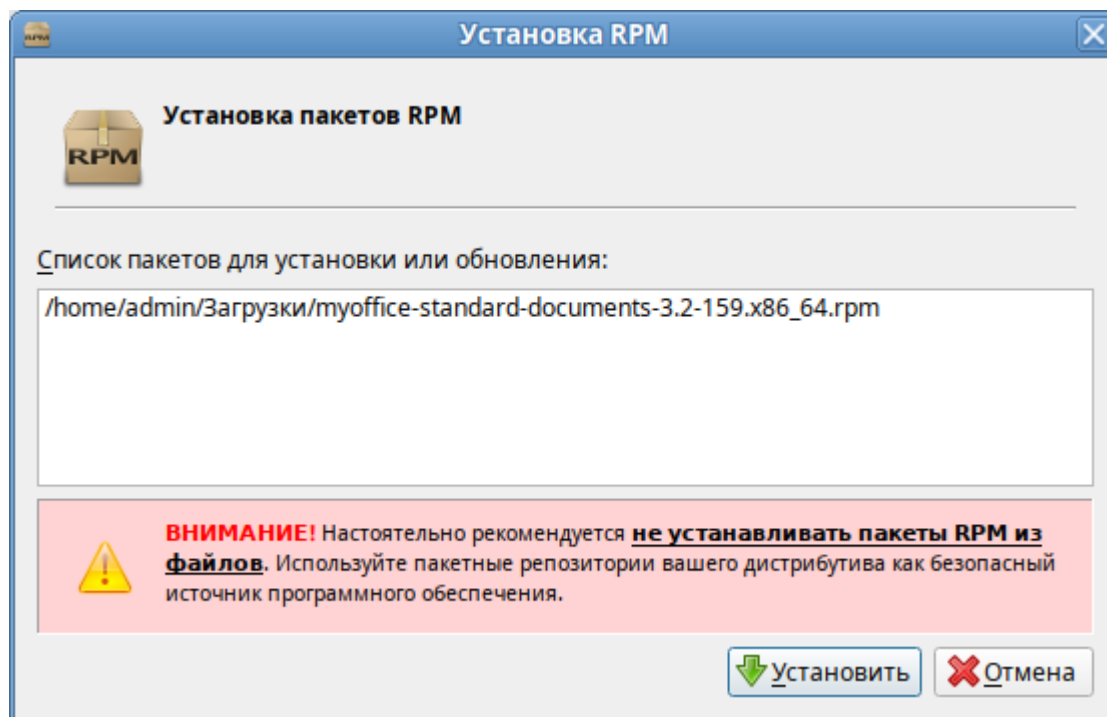 Установка RPM
Установка пакетов RPM
RPM
Список пакетов для установки или обновления:
/home/admin/Загрузки/myoffice-standard-documents-3.2-159.x86_64.rpm
ВНИМАНИЕ! Настоятельно рекомендуется не устанавливать пакеты RPM из
файлов. Используйте пакетные репозитории вашего дистрибутива как безопасный
источник программного обеспечения.
Установить
Отмена